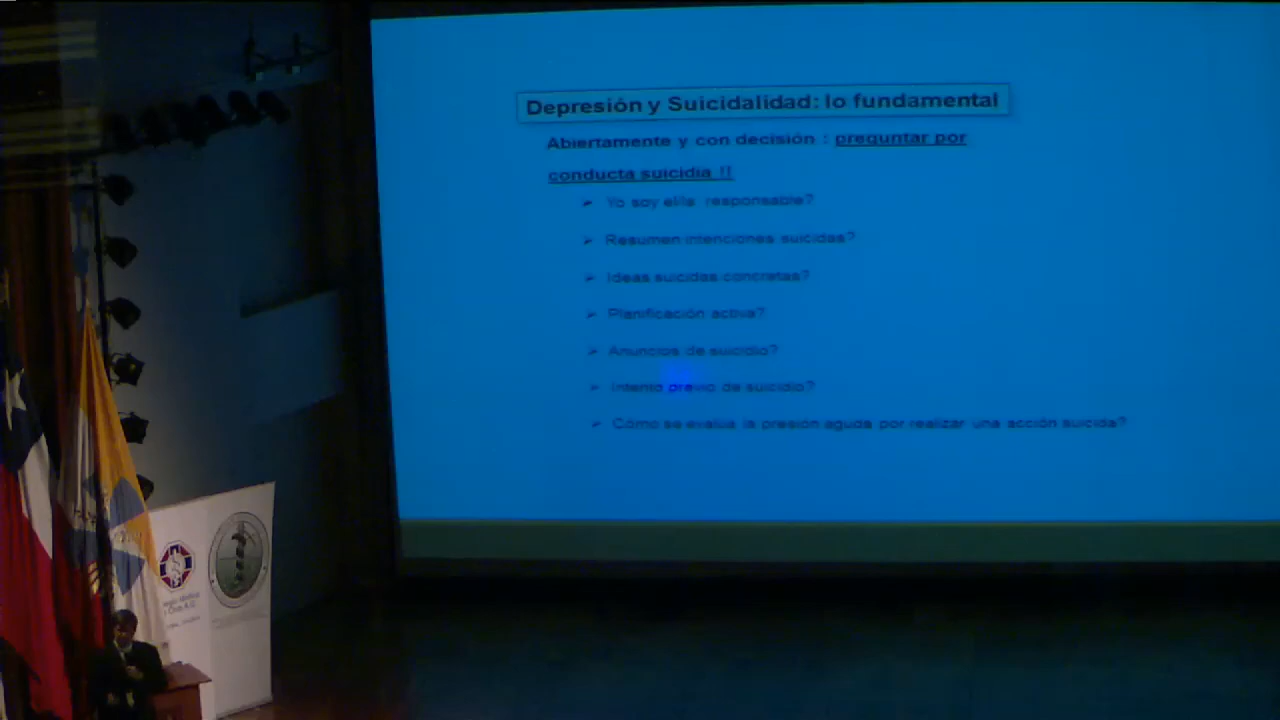 Depresión y Suicidalidad: lo fundamental
Abiertamente y con decisión : preguntar por
conducta suicidia !!
Yo soy el/la responsable?
Resumen intenciones suicidas?
Ideas suicidas concretas?
Planificación activa?
Anuncios de suicidio?
Intento previo de suicidio?
Cómo se evalua la presión aguda por realizar una acción suicida?